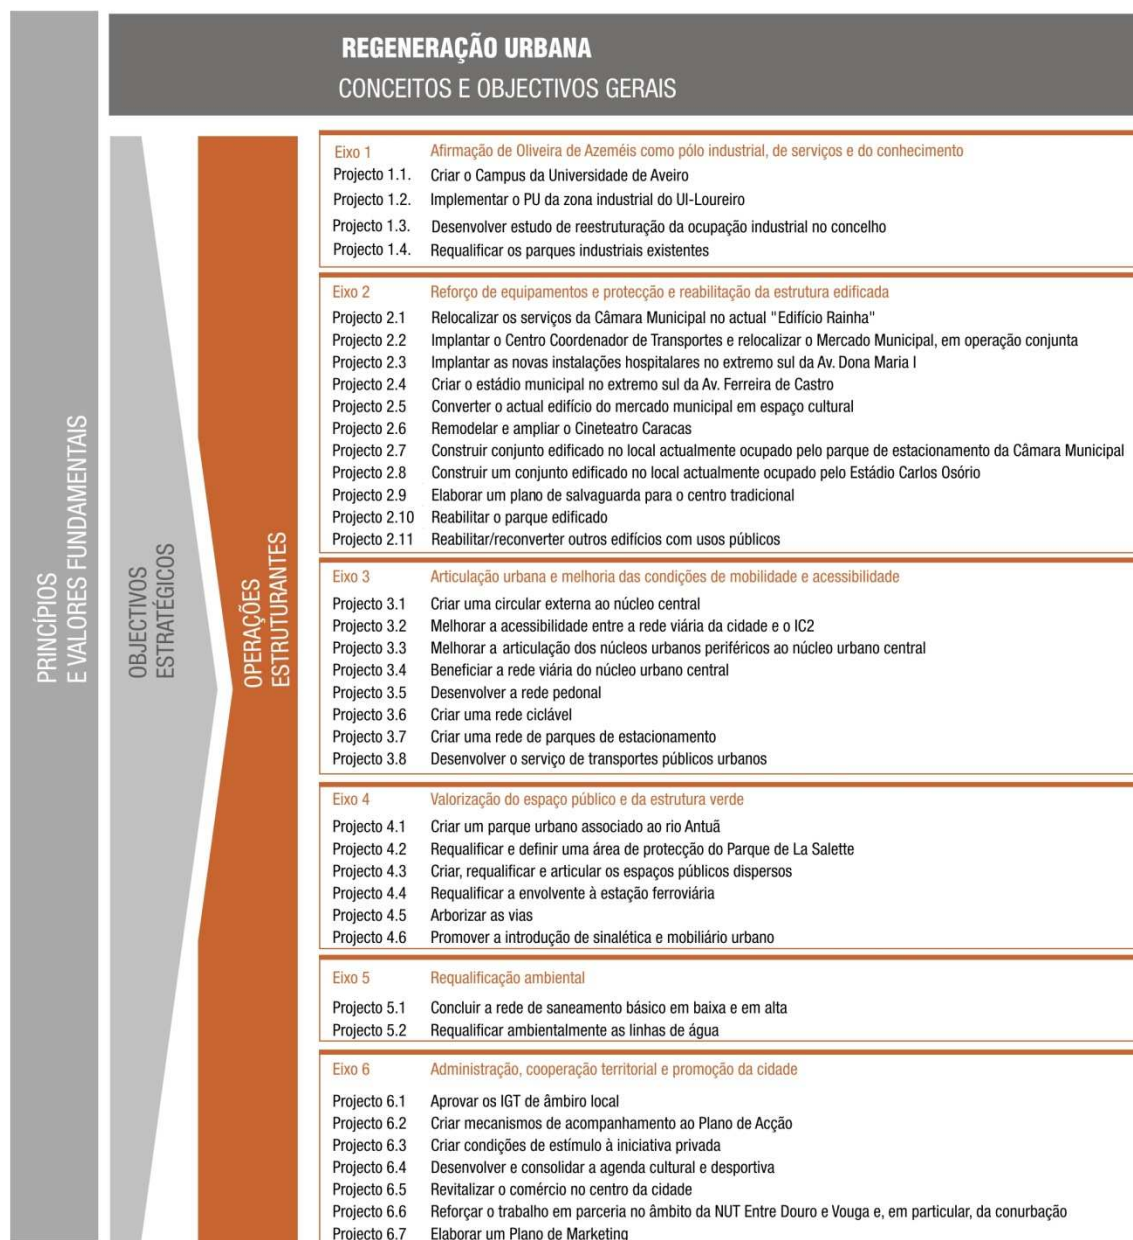 REGENERAÇÃO URBANA
CONCEITOS E OBJECTIVOS GERAIS
PRINCÍPIOS
E VALORES FUNDAMENTAIS
OBJECTIVOS
ESTRATÉGICOS
OPERAÇÕES
ESTRUTURANTES
Eixo 1 Afirmação de Oliveira de Azeméis como pólo industrial, de serviços e do conhecimento
Projecto 1.1. Criar o Campus da Universidade de Aveiro
Projecto 1.2. Implementar o PU da zona industrial do Ul-Loureiro
Projecto 1.3. Desenvolver estudo de reestruturação da ocupação industrial no concelho
Projecto 1.4. Requalificar os parques industriais existentes
Eixo 2 Reforço de equipamentos e protecção e reabilitação da estrutura edificada
Projecto 2.1 Relocalizar os serviços da Câmara Municipal no actual "Edifício Rainha"
Projecto 2.2 Implantar o Centro Coordenador de Transportes e relocalizar o Mercado Municipal, em operação conjunta
Projecto 2.3 Implantar as novas instalações hospitalares no extremo sul da Av. Dona Maria I
Projecto 2.4 Criar o estádio municipal no extremo sul da Av. Ferreira de Castro
Projecto 2.5 Converter o actual edifício do mercado municipal em espaço cultural
Projecto 2.6 Remodelar e ampliar o Cineteatro Caracas
Projecto 2.7 Construir conjunto edificado no local actualmente ocupado pelo parque de estacionamento da Câmara Municipal
Projecto 2.8 Construir um conjunto edificado no local actualmente ocupado pelo Estádio Carlos Osório
Projecto 2.9 Elaborar um plano de salvaguarda para o centro tradicional
Projecto 2.10 Reabilitar o parque edificado
Projecto 2.11 Reabilitar/reconverter outros edifícios com usos públicos
Eixo 3 Articulação urbana e melhoria das condições de mobilidade e acessibilidade
Projecto 3.1 Criar uma circular externa ao núcleo central
Projecto 3.2 Melhorar a acessibilidade entre a rede viária da cidade e o IC2
Projecto 3.3 Melhorar a articulação dos núcleos urbanos periféricos ao núcleo urbano central
Projecto 3.4 Beneficiar a rede viária do núcleo urbano central
Projecto 3.5 Desenvolver a rede pedonal
Projecto 3.6 Criar uma rede ciclável
Projecto 3.7 Criar uma rede de parques de estacionamento
Projecto 3.8 Desenvolver o serviço de transportes públicos urbanos
Eixo 4 Valorização do espaço público e da estrutura verde
Projecto 4.1 Criar um parque urbano associado ao rio Antuã
Projecto 4.2 Requalificar e definir uma área de protecção do Parque de La Salette
Projecto 4.3 Criar, requalificar e articular os espaços públicos dispersos
Projecto 4.4 Requalificar a envolvente à estação ferroviária
Projecto 4.5 Arborizar as vias
Projecto 4.6 Promover a introdução de sinalética e mobiliário urbano
Eixo 5 Requalificação ambiental
Projecto 5.1 Concluir a rede de saneamento básico em baixa e em alta
Projecto 5.2 Requalificar ambientalmente as linhas de água
Eixo 6 Administração, cooperação territorial e promoção da cidade
Projecto 6.1 Aprovar os IGT de âmbiro local
Projecto 6.2 Criar mecanismos de acompanhamento ao Plano de Acção
Projecto 6.3 Criar condições de estímulo à iniciativa privada
Projecto 6.4 Desenvolver e consolidar a agenda cultural e desportiva
Projecto 6.5 Revitalizar o comércio no centro da cidade
Projecto 6.6 Reforçar o trabalho em parceria no âmbito da NUT Entre Douro e Vouga e, em particular, da conurbação
Projecto 6.7 Elaborar um Plano de Marketing